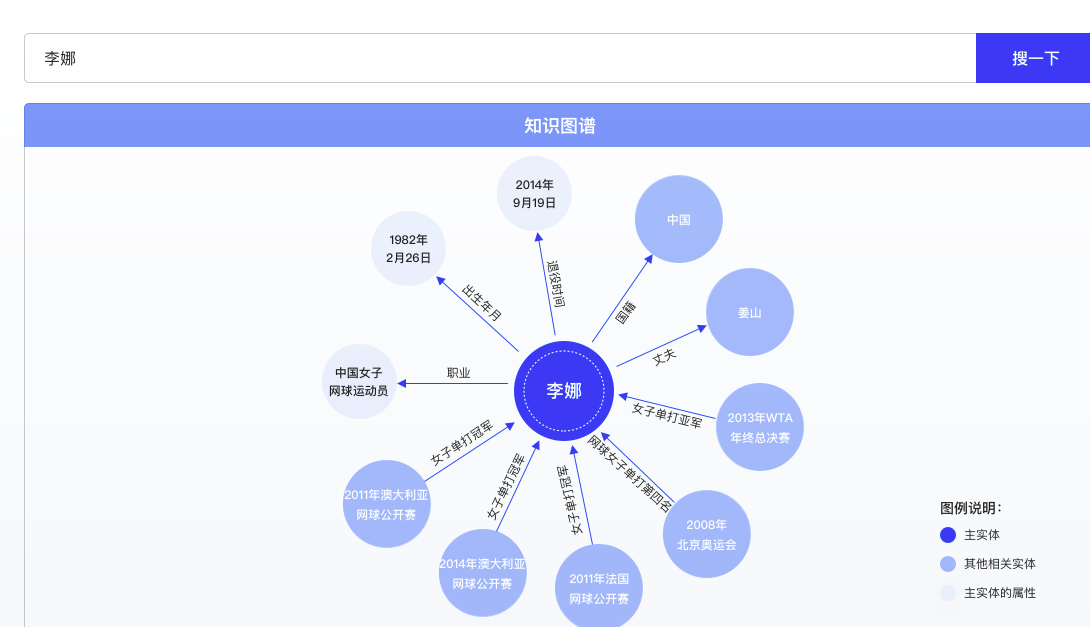 李娜
搜一下
知识图谱
2014年
9月19日
中国
1982年
2月26日
退役时间
出生年月
国籍
姜山
丈夫
中国女子
网球运动员
职业
李娜
女子单打亚军
2013年WTA
年终总决赛
女子单打冠军
女子单打冠军
女子单打冠军
网球女子单打第四名
2011年澳大利亚
网球公开赛
2014年澳大利亚
网球公开赛
2011年法国
网球公开赛
2008年
北京奥运会
图例说明：
主实体
其他相关实体
主实体的属性